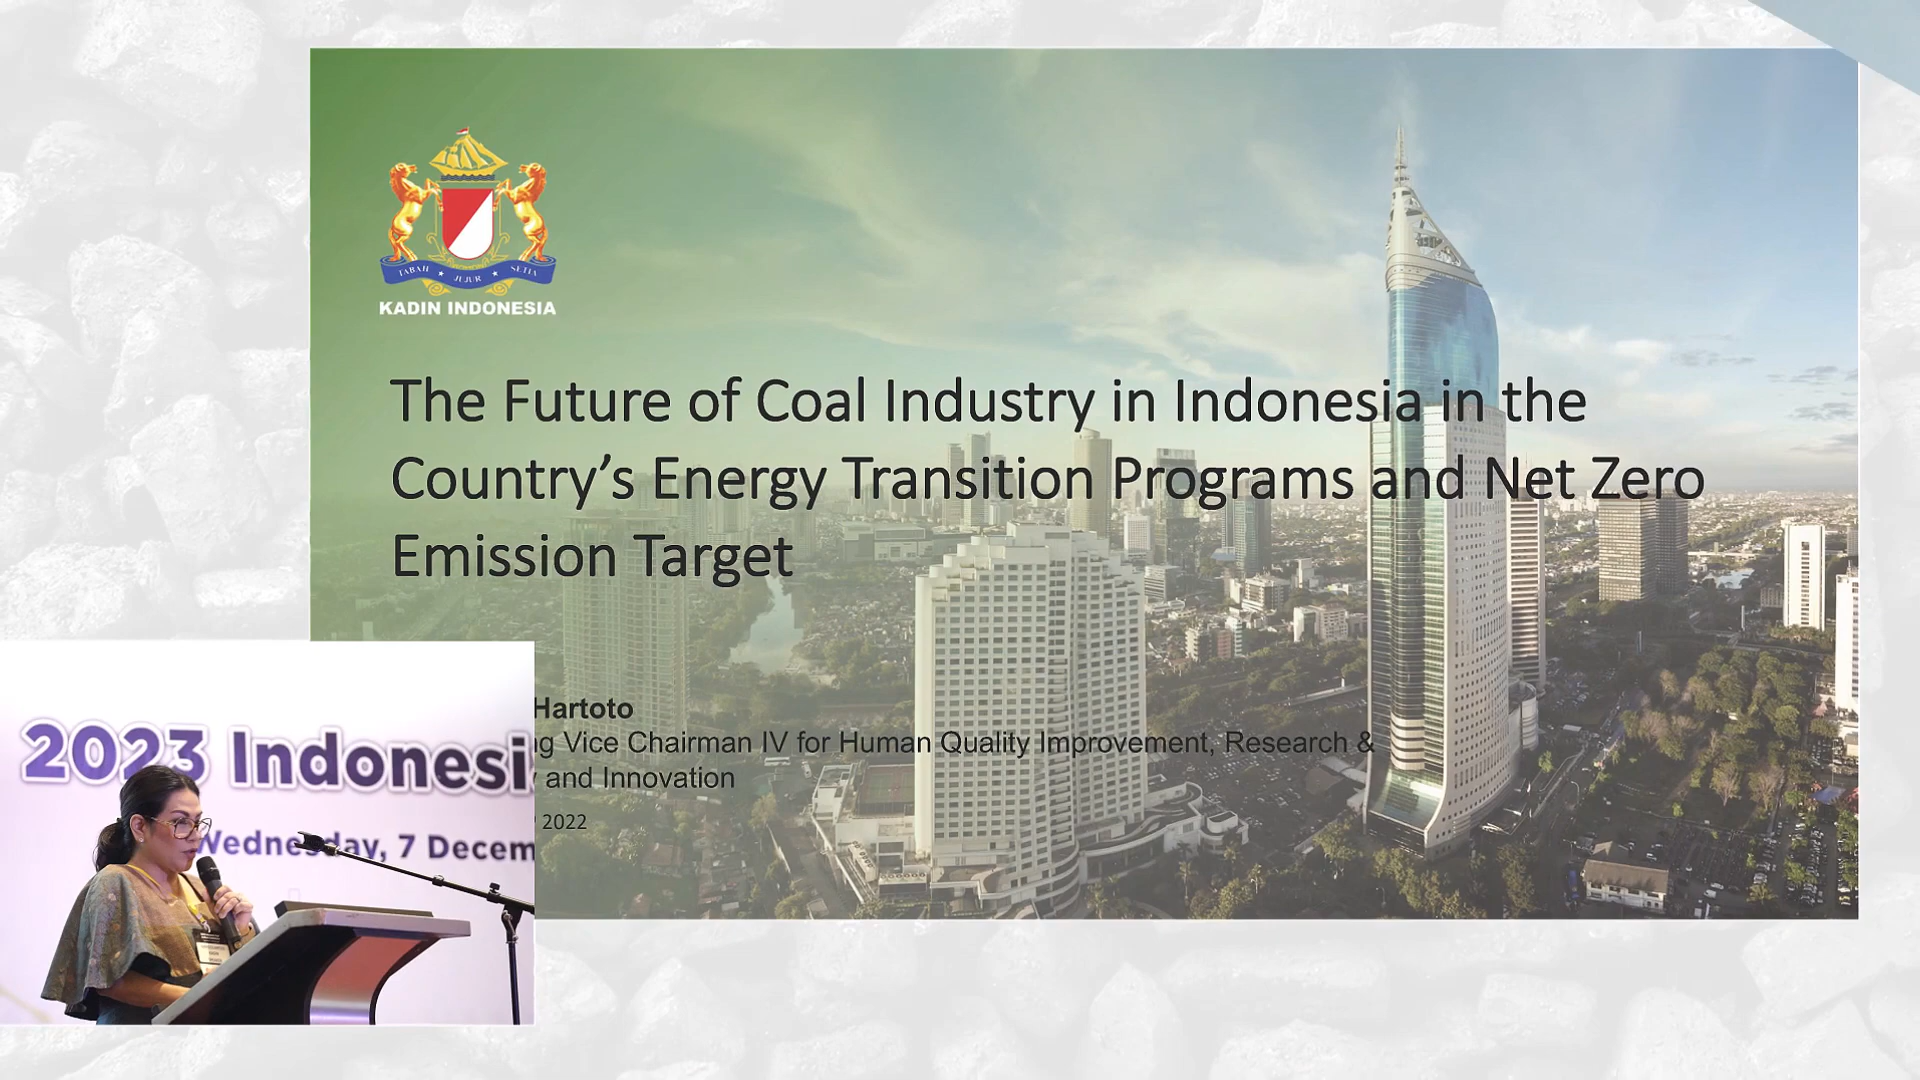 TABAH ★ JUJUR ★ SETIA
KADIN INDONESIA
The Future of Coal Industry in Indonesia in the
Country’s Energy Transition Programs and Net Zero
Emission Target
Hartoto
Vice Chairman IV for Human Quality Improvement, Research &
and Innovation
2022
2023 Indonesi
Wednesday, 7 Decem